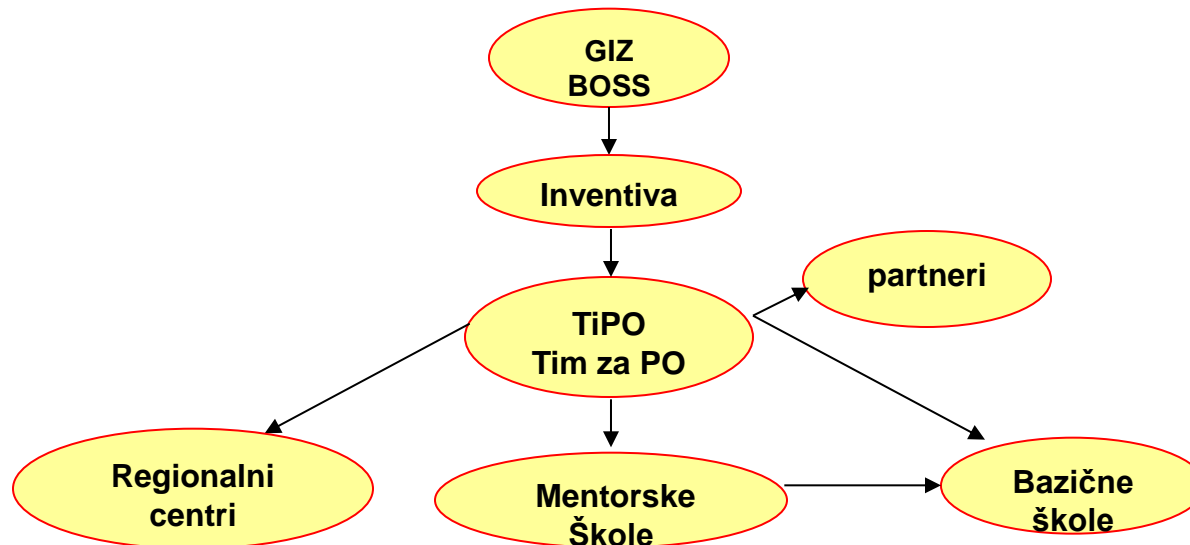 GIZ
BOSS
Inventiva
partneri
TiPO
Tim za PO
Regionalni
centri
Mentorske
Škole
Bazične
škole